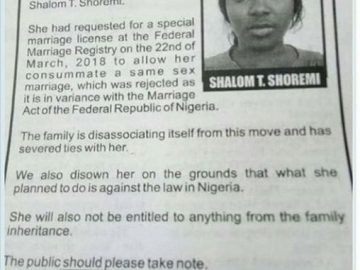 Shalom T. Shoremi.
She had requested for a special
marriage license at the Federal
Marriage Registry on the 22nd of
March, 2018 to allow her
consummate a same sex
marriage, which was rejected as
it is in variance with the Marriage
Act of the Federal Republic of Nigeria.
SHALOM T. SHOREMI
The family is disassociating itself from this move and has
severed ties with her.
We also disown her on the grounds that what she
planned to do is against the law in Nigeria.
She will also not be entitled to anything from the family
inheritance.
The public should please take note.